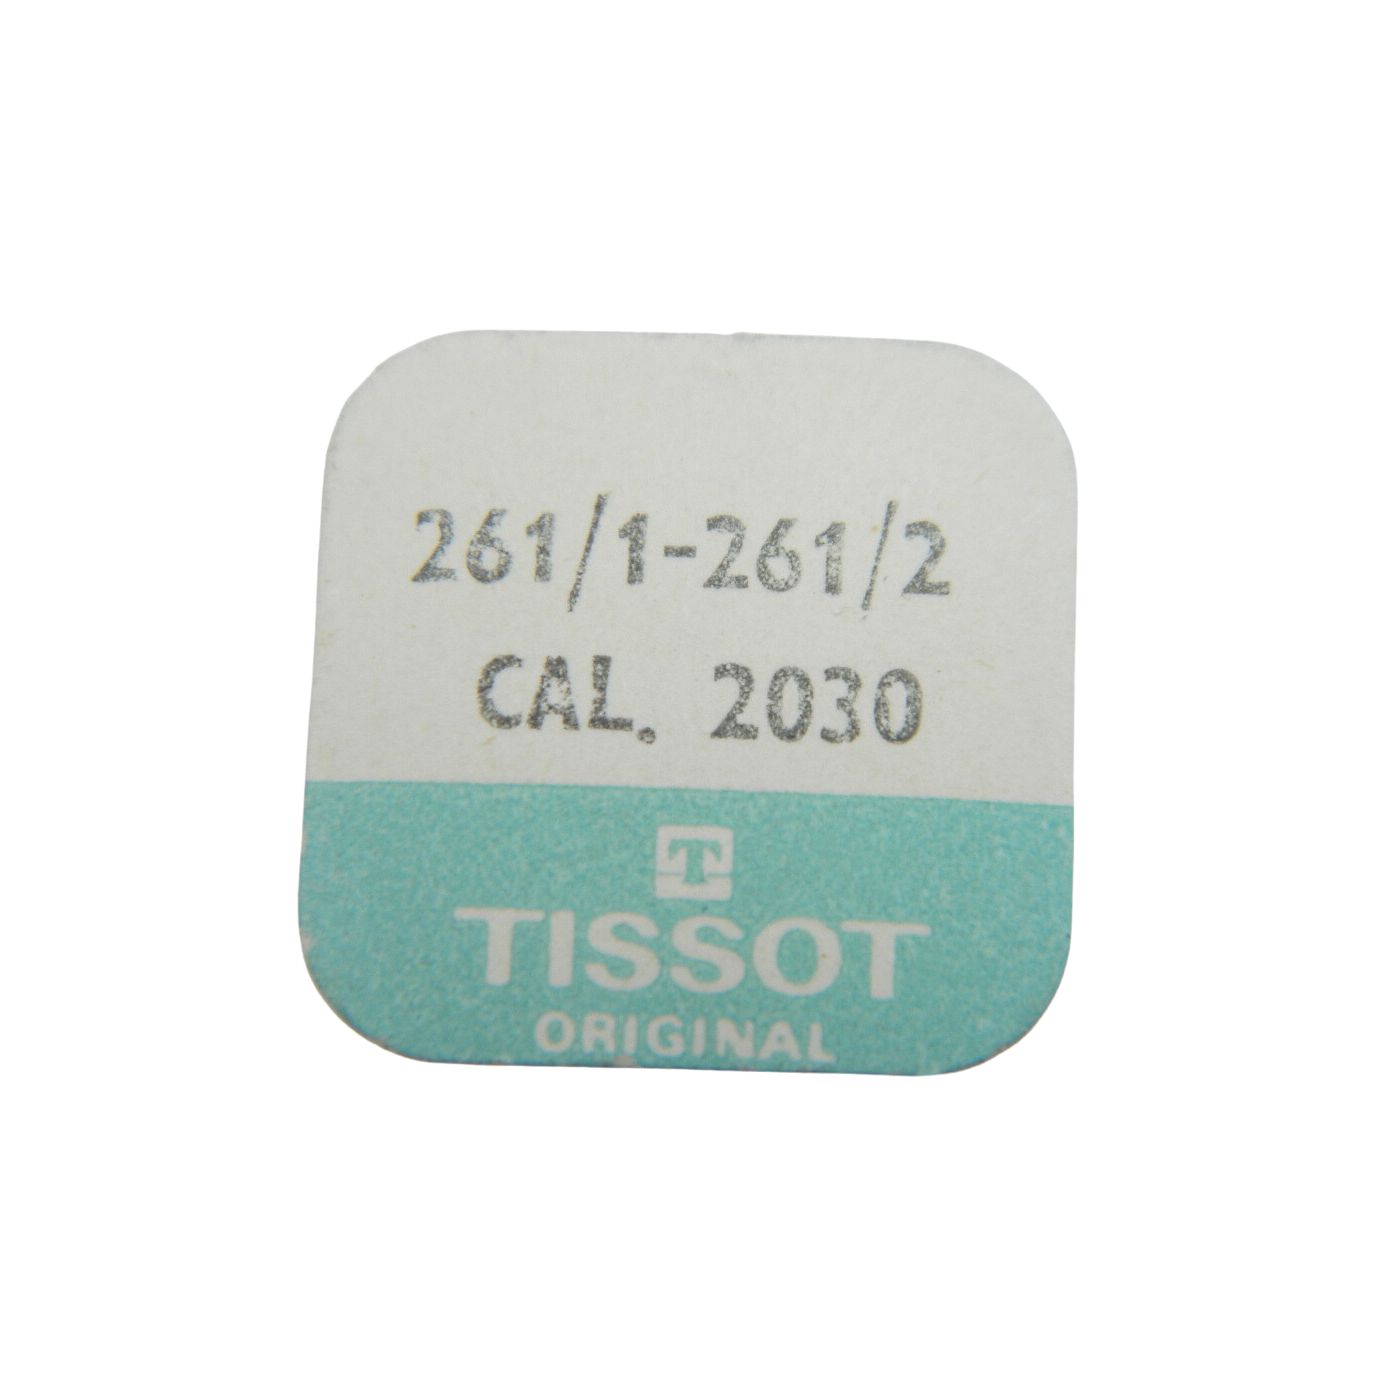 261/1-261/2
CAL. 2030
T
TISSOT
ORIGINAL